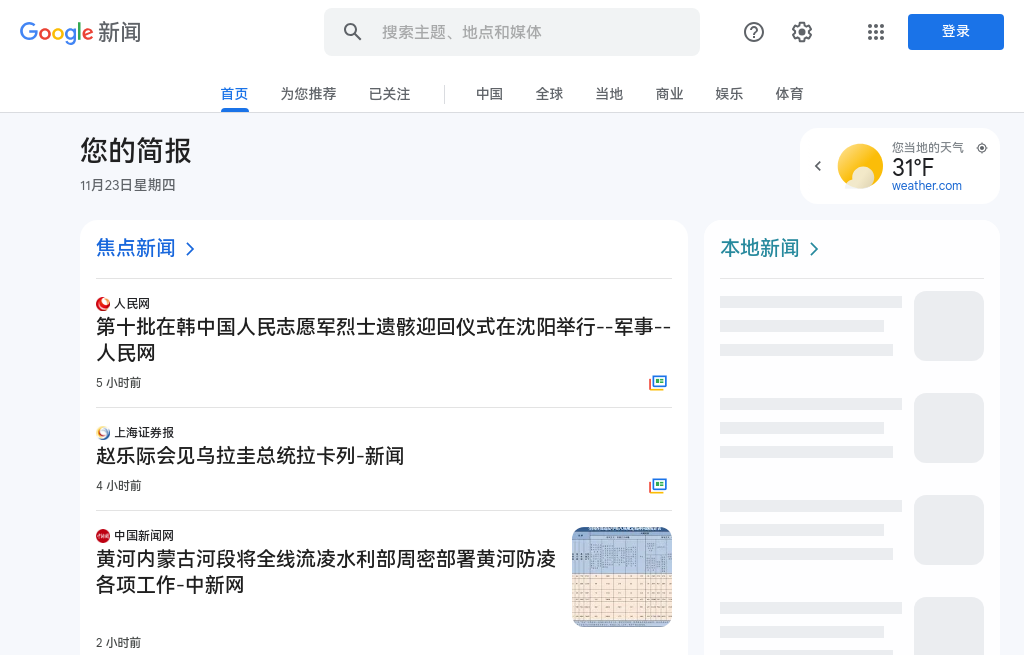 Google 新闻
搜索主题、地点和媒体
登录
首页
为您推荐
已关注
中国
全球
当地
商业
娱乐
体育
您的简报
11月23日星期四
您当地的天气
31°F
weather.com
焦点新闻
人民网
第十批在韩中国人民志愿军烈士遗骸迎回仪式在沈阳举行--军事--
人民网
5 小时前
上海证券报
赵乐际会见乌拉圭总统拉卡列-新闻
4 小时前
中国新闻网
黄河内蒙古河段将全线流凌水利部周密部署黄河防凌
各项工作-中新网
2 小时前
本地新闻